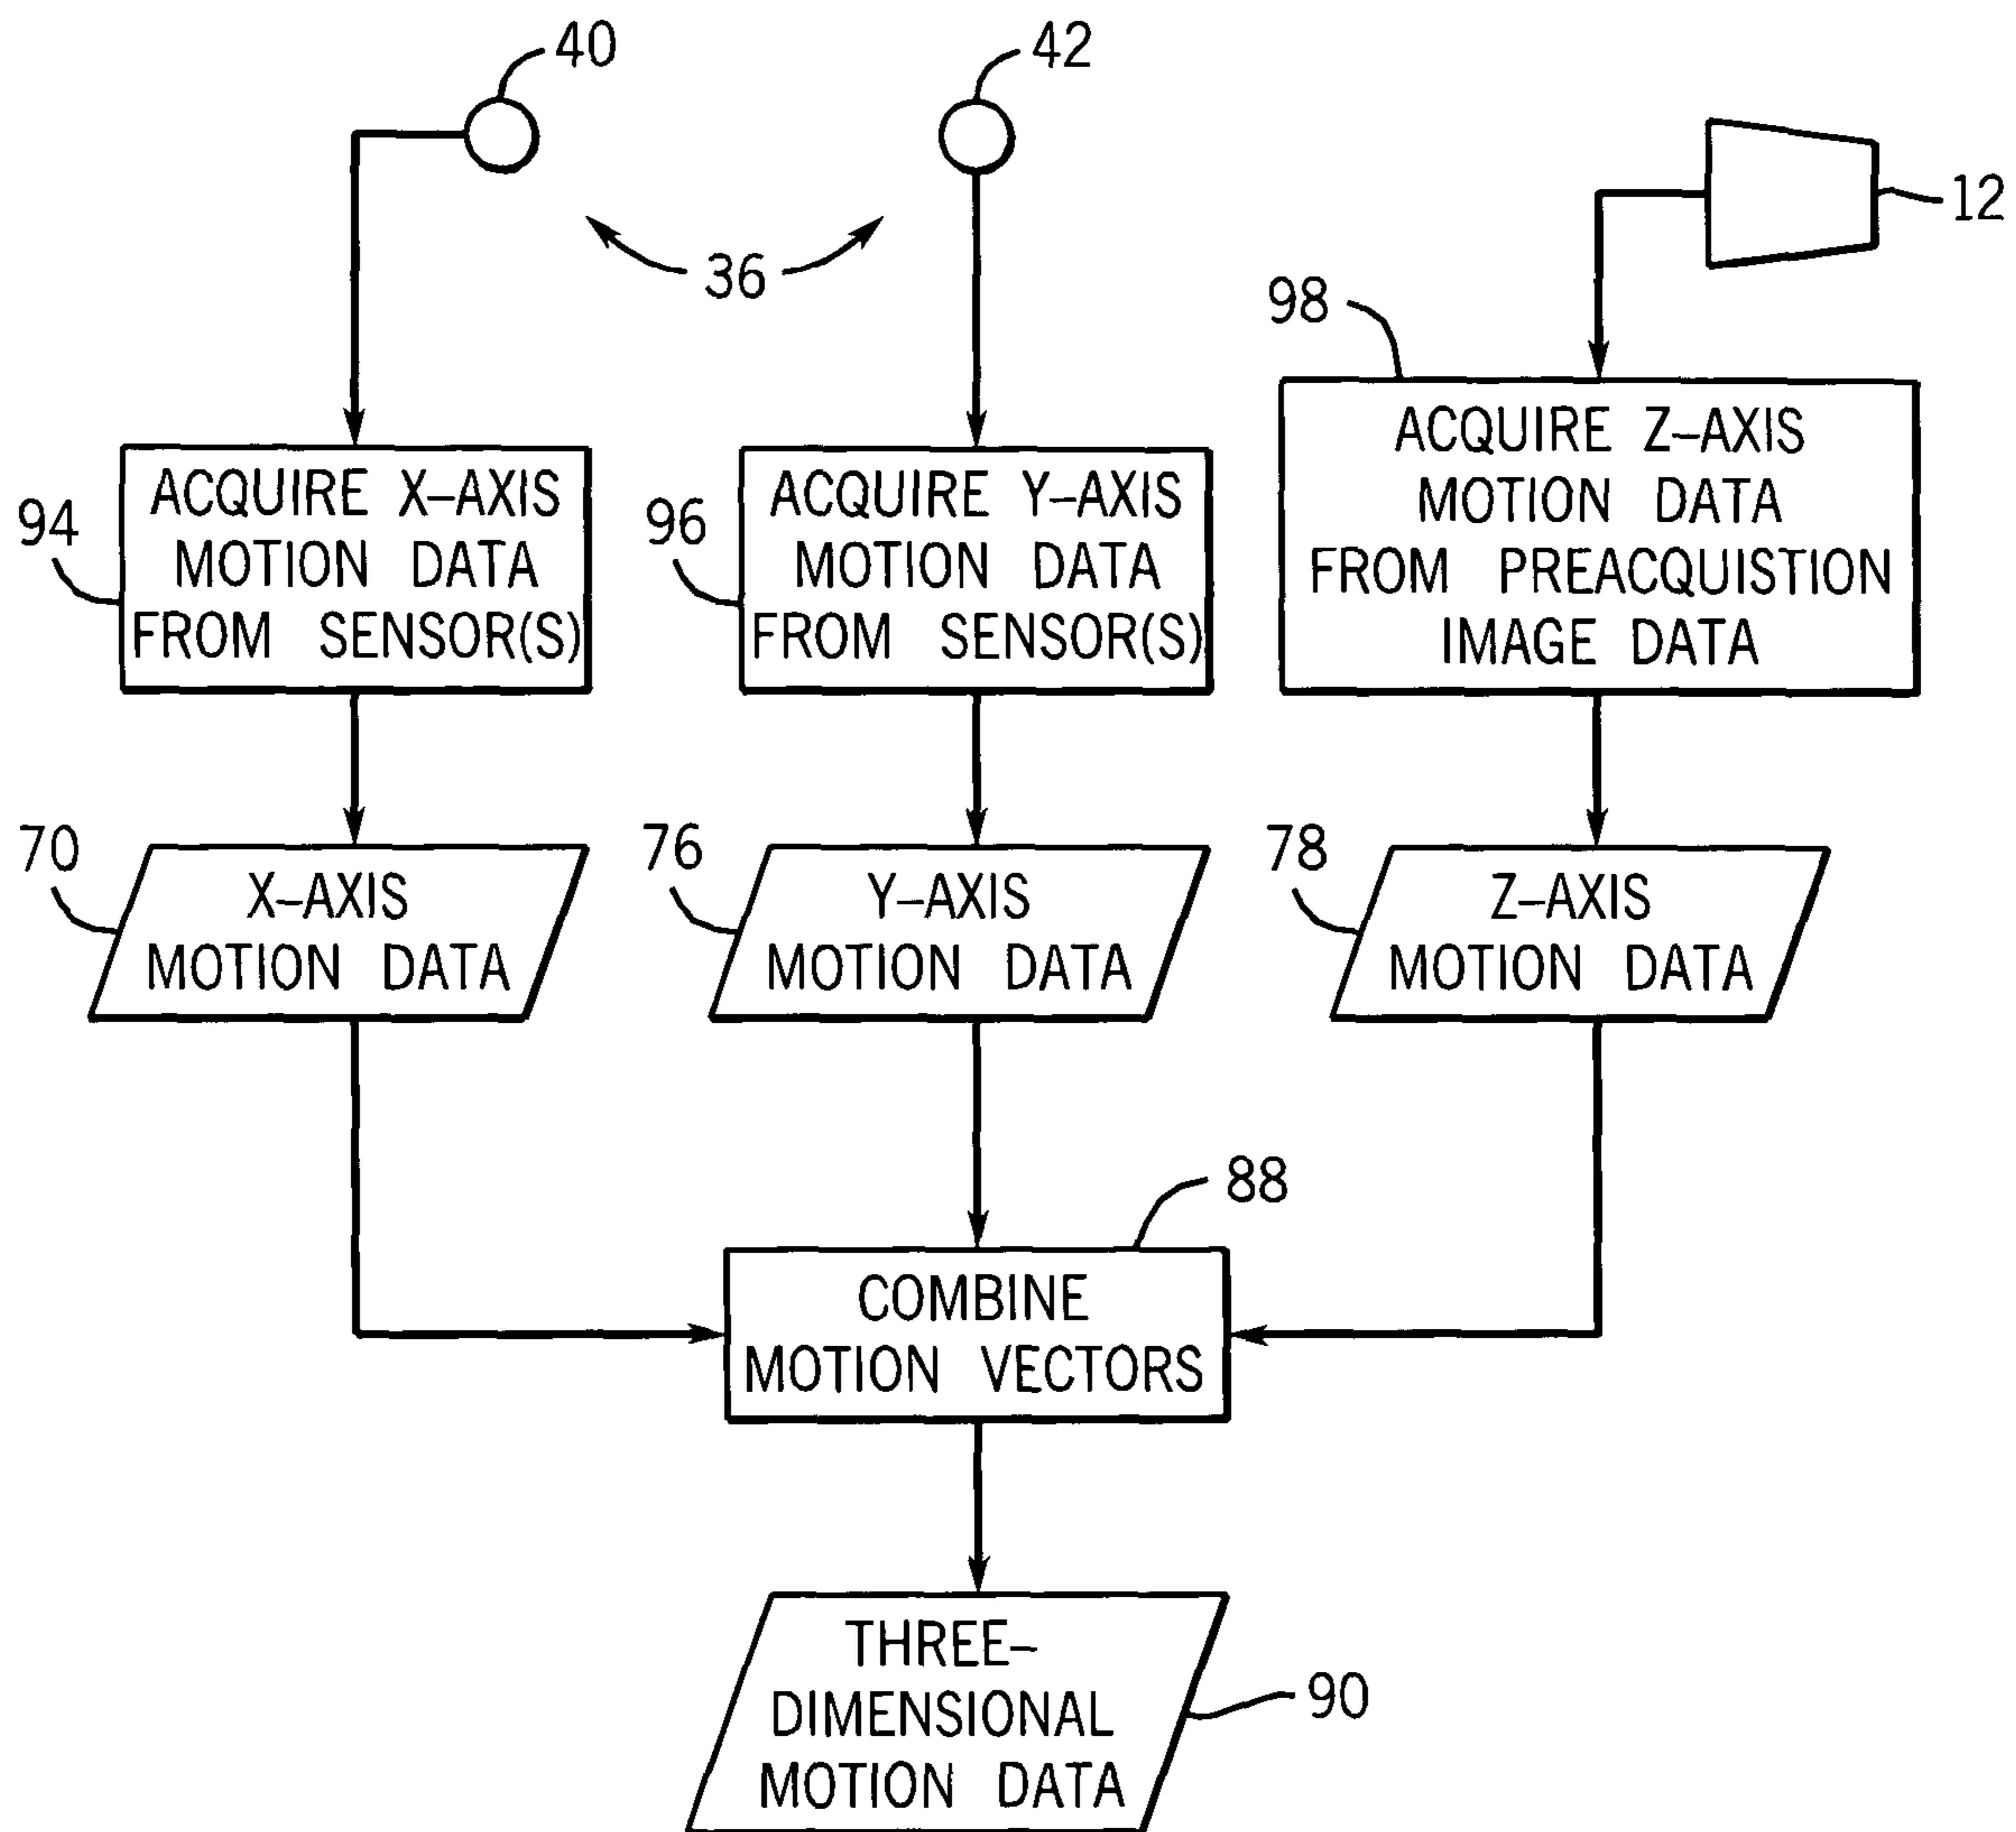 40
42
12
36
98
ACQUIRE X–AXIS
MOTION DATA
FROM SENSOR(S)
94
ACQUIRE Y–AXIS
MOTION DATA
FROM SENSOR(S)
96
ACQUIRE Z–AXIS
MOTION DATA
FROM PREACQUISTION
IMAGE DATA
70
X–AXIS
MOTION DATA
76
Y–AXIS
MOTION DATA
78
Z–AXIS
MOTION DATA
88
COMBINE
MOTION VECTORS
THREE–
DIMENSIONAL
MOTION DATA
90